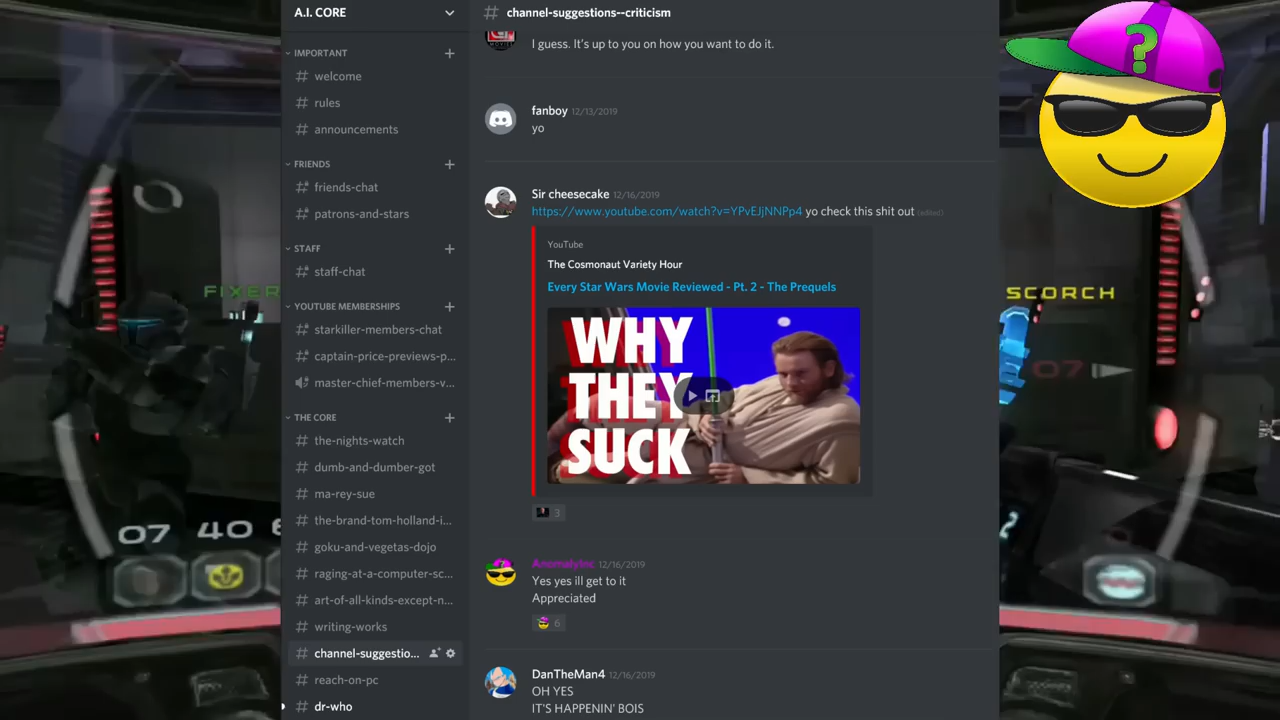 A.I. CORE
IMPORTANT
# welcome
# rules
# announcements
FRIENDS
# friends-chat
# patrons-and-stars
STAFF
# staff-chat
YOUTUBE MEMBERSHIPS
# starkiller-members-chat
# captain-price-previews-p...
master-chief-members-v...
THE CORE
# the-nights-watch
# dumb-and-dumber-got
# ma-rey-sue
# the-brand-tom-holland-i...
# goku-and-vegetas-dojo
# raging-at-a-computer-sc...
# art-of-all-kinds-except-n...
# writing-works
# channel-suggestio...
# reach-on-pc
# dr-who
# channel-suggestions--criticism
I guess. It's up to you on how you want to do it.
fanboy 12/13/2019
yo
Sir cheesecake 12/16/2019
https://www.youtube.com/watch?v=YPvEJjNNPp4 yo check this shit out (edited)
YouTube
The Cosmonaut Variety Hour
Every Star Wars Movie Reviewed - Pt. 2 - The Prequels
WHY
THEY
SUCK
3
AnomalyInc 12/16/2019
Yes yes ill get to it
Appreciated
6
DanTheMan4 12/16/2019
OH YES
IT'S HAPPENIN' BOIS
FIXER
07 40
SCORCH
07
?